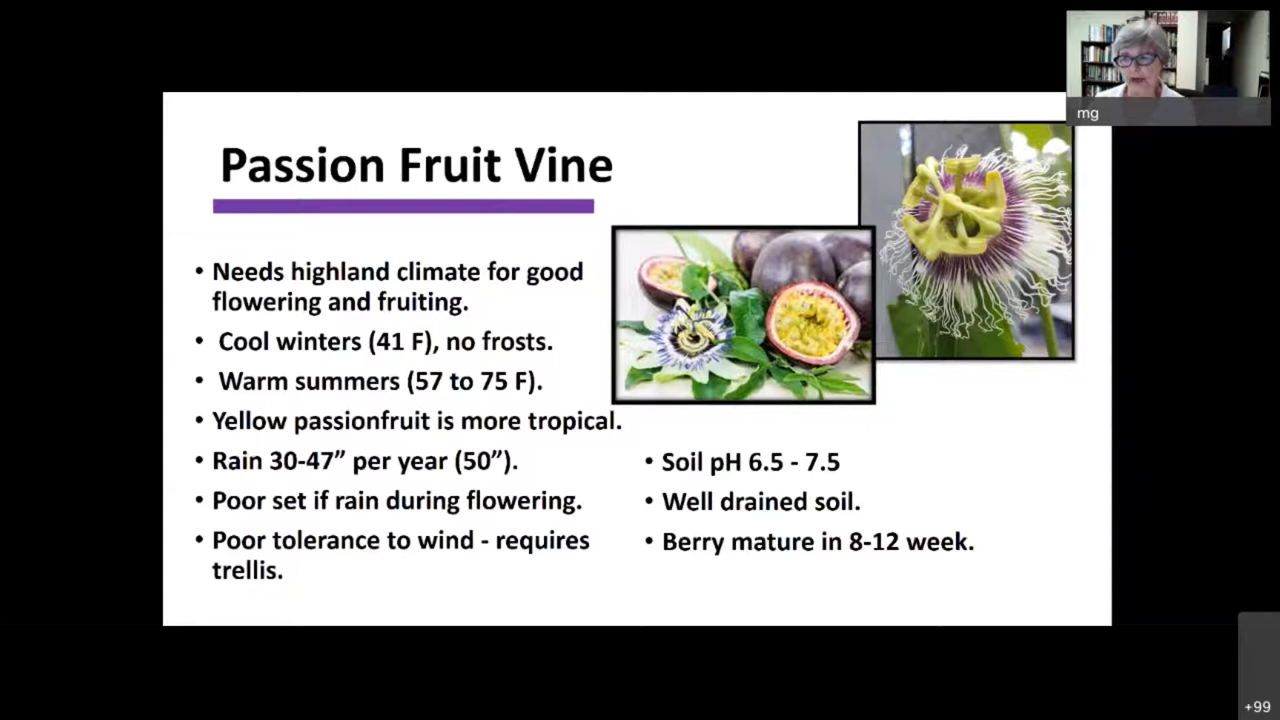 mg
Passion Fruit Vine
• Needs highland climate for good
flowering and fruiting.
• Cool winters (41 F), no frosts.
• Warm summers (57 to 75 F).
• Yellow passionfruit is more tropical.
• Rain 30-47” per year (50”).
• Poor set if rain during flowering.
• Poor tolerance to wind - requires
trellis.
• Soil pH 6.5 - 7.5
• Well drained soil.
• Berry mature in 8-12 week.
+99